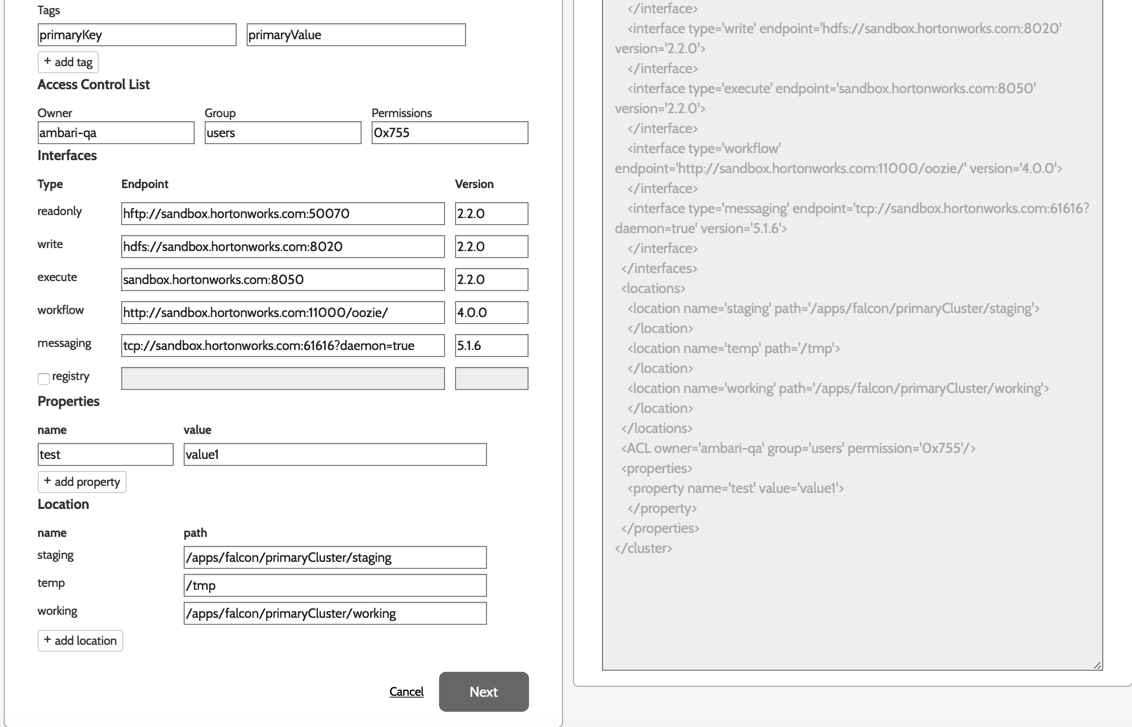 Tags
primaryKey primaryValue
+ add tag
Access Control List
Owner Group Permissions
ambari-qa users 0x755
Interfaces
Type Endpoint Version
readonly hftp://sandbox.hortonworks.com:50070 2.2.0
write hdfs://sandbox.hortonworks.com:8020 2.2.0
execute sandbox.hortonworks.com:8050 2.2.0
workflow http://sandbox.hortonworks.com:11000/oozie/ 4.0.0
messaging tcp://sandbox.hortonworks.com:61616?daemon=true 5.1.6
registry
Properties
name value
test value1
+ add property
Location
name path
staging /apps/falcon/primaryCluster/staging
temp /tmp
working /apps/falcon/primaryCluster/working
+ add location
Cancel Next
</interface>
<interface type='write' endpoint='hdfs://sandbox.hortonworks.com:8020'
version='2.2.0'>
</interface>
<interface type='execute' endpoint='sandbox.hortonworks.com:8050'
version='2.2.0'>
</interface>
<interface type='workflow'
endpoint='http://sandbox.hortonworks.com:11000/oozie/' version='4.0.0'>
</interface>
<interface type='messaging' endpoint='tcp://sandbox.hortonworks.com:61616?
daemon=true' version='5.1.6'>
</interface>
</interfaces>
<locations>
<location name='staging' path='/apps/falcon/primaryCluster/staging'>
</location>
<location name='temp' path='/tmp'>
</location>
<location name='working' path='/apps/falcon/primaryCluster/working'>
</location>
</locations>
<ACL owner='ambari-qa' group='users' permission='0x755'/>
<properties>
<property name='test' value='value1'>
</property>
</properties>
</cluster>